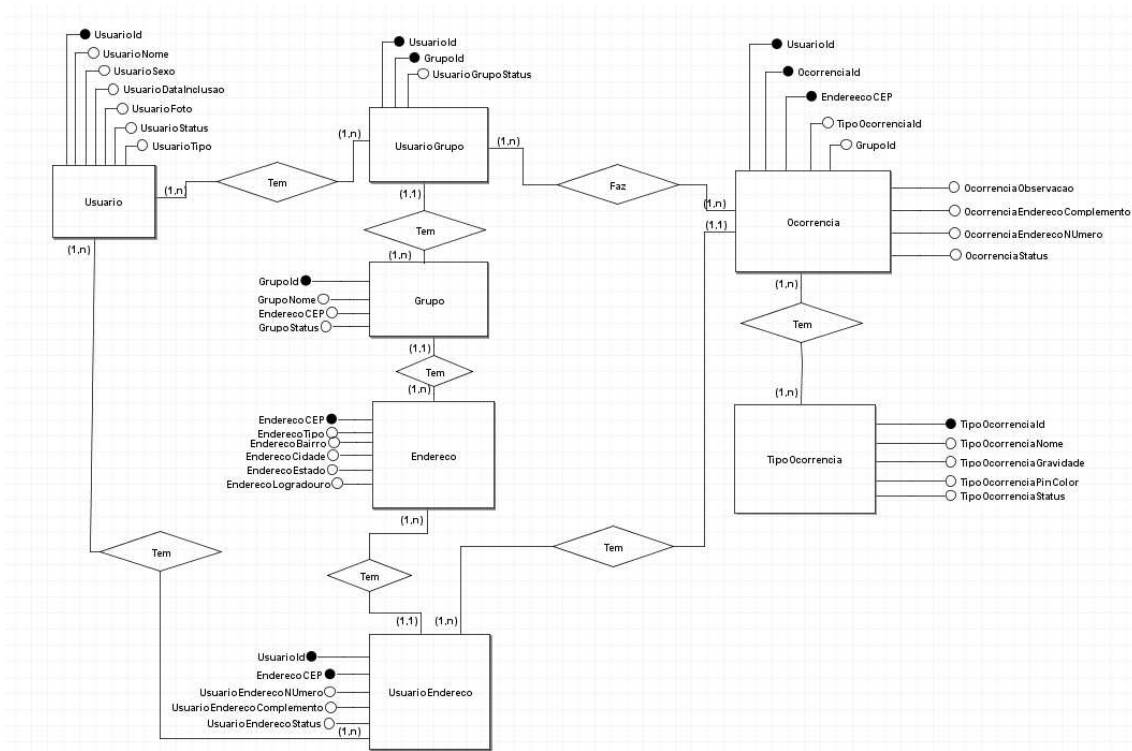 UsuarioId
UsuarioNome
UsuarioSexo
UsuarioDataInclusao
UsuarioFoto
UsuarioStatus
UsuarioTipo
Usuario
(1,n)
(1,n)
Tem
(1,n)
UsuarioId
GrupoId
UsuarioGrupoStatus
UsuarioGrupo
(1,n)
(1,1)
Tem
(1,n)
Faz
(1,n)
(1,1)
UsuarioId
OcorrenciaId
EndereecoCEP
TipoOcorrenciaId
GrupoId
Ocorrencia
OcorrenciaObservacao
OcorrenciaEnderecoComplemento
OcorrenciaEnderecoNUmero
OcorrenciaStatus
(1,n)
Tem
(1,n)
GrupoId
GrupoNome
EnderecoCEP
GrupoStatus
Grupo
(1,1)
Tem
(1,n)
EnderecoCEP
EnderecoTipo
EnderecoBairro
EnderecoCidade
EnderecoEstado
EnderecoLogradouro
Endereco
(1,n)
TipoOcorrencia
TipoOcorrenciaId
TipoOcorrenciaNome
TipoOcorrenciaGravidade
TipoOcorrenciaPinColor
TipoOcorrenciaStatus
Tem
Tem
Tem
(1,1)
(1,n)
UsuarioId
EnderecoCEP
UsuarioEnderecoNUmero
UsuarioEnderecoComplemento
UsuarioEnderecoStatus
(1,n)
UsuarioEndereco